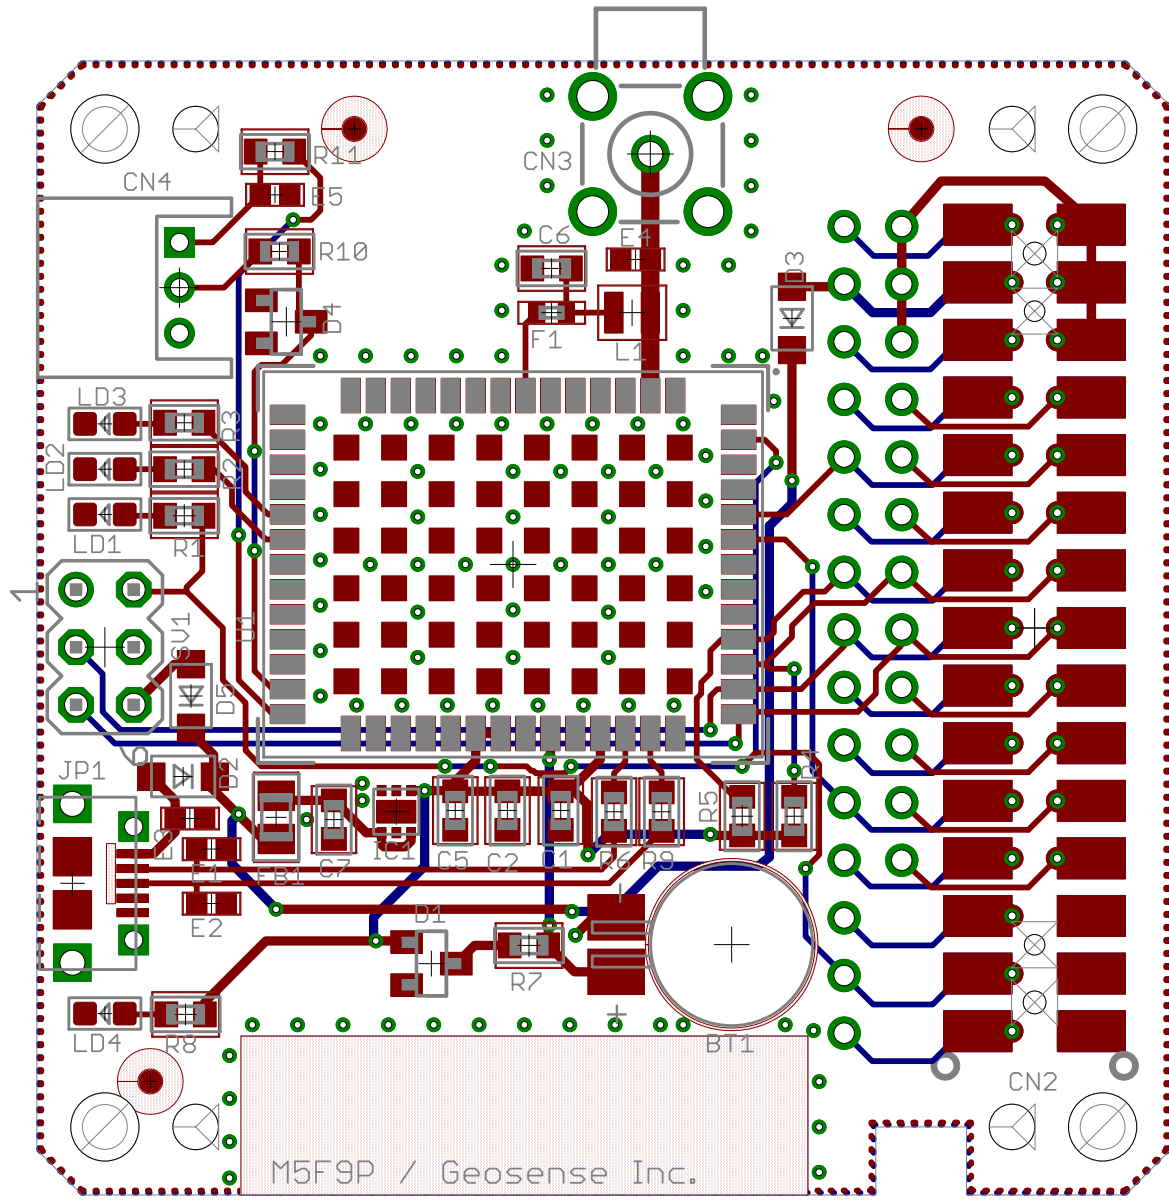 R11
CN3
CN4
E5
C6
E4
R10
D3
D4
F1
L1
LD3
R3
LD2
R2
LD1
R1
1
U1
SV1
D5
6
JP1
D2
R4
R5
E3
E1
FB1
C7
IC1
C5
C2
C1
R6
R9
E2
D1
-
R7
+
LD4
R8
BT1
CN2
M5F9P / Geosense Inc.